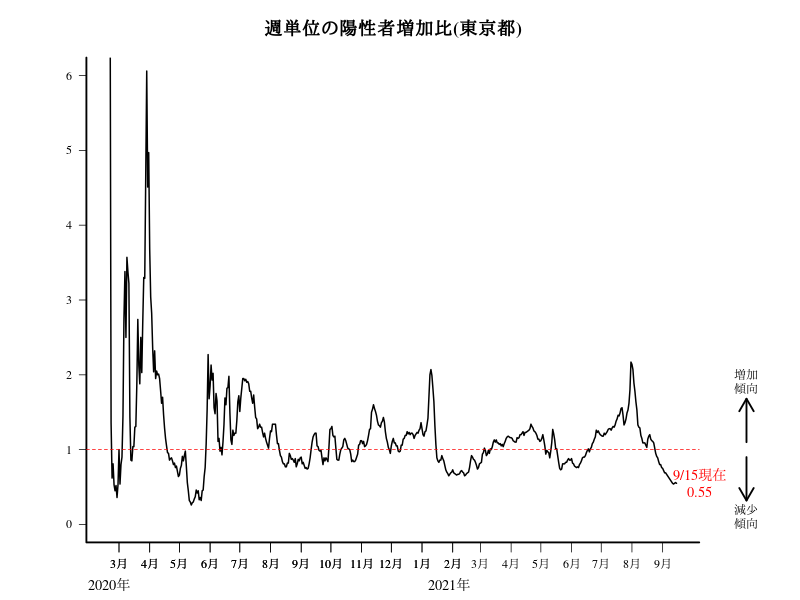 週単位の陽性者増加比(東京都)
6
5
4
3
2
1
0
増加
傾向
減少
傾向
9/15現在
0.55
3月 4月 5月 6月 7月 8月 9月 10月 11月 12月 1月 2月 3月 4月 5月 6月 7月 8月 9月
2020年 2021年